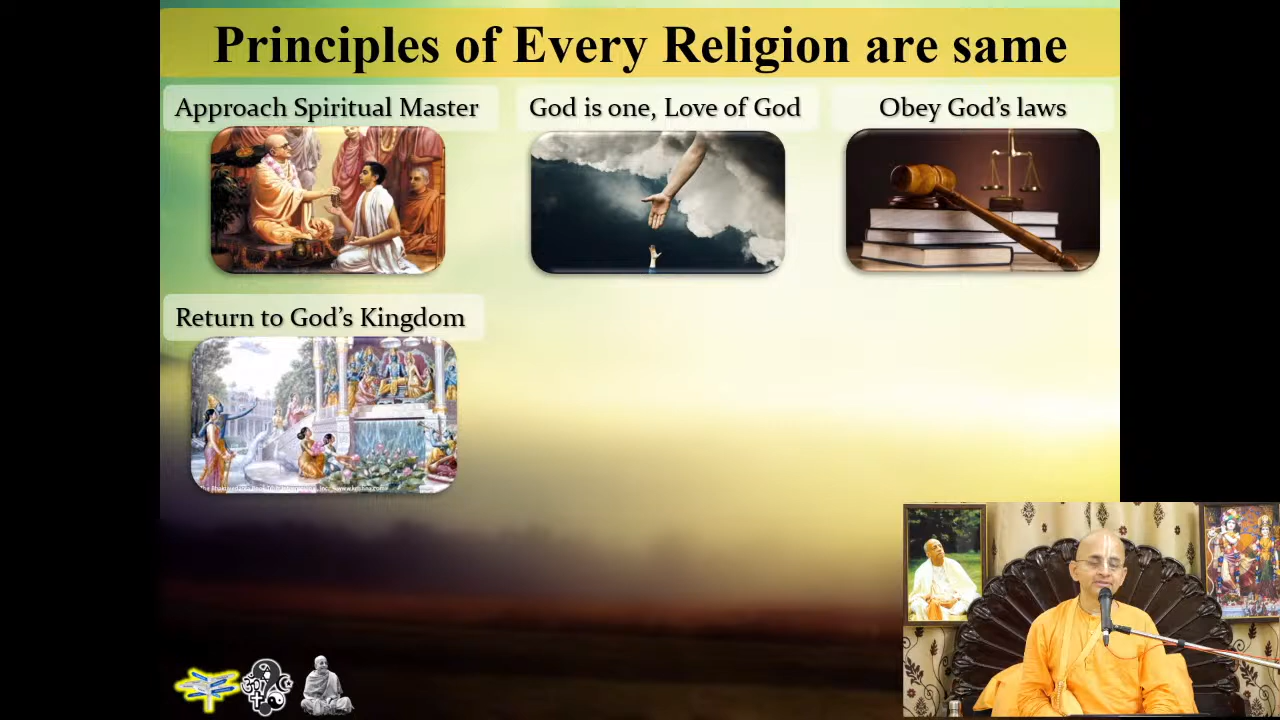 Principles of Every Religion are same
Approach Spiritual Master
God is one, Love of God
Obey God's laws
Return to God's Kingdom